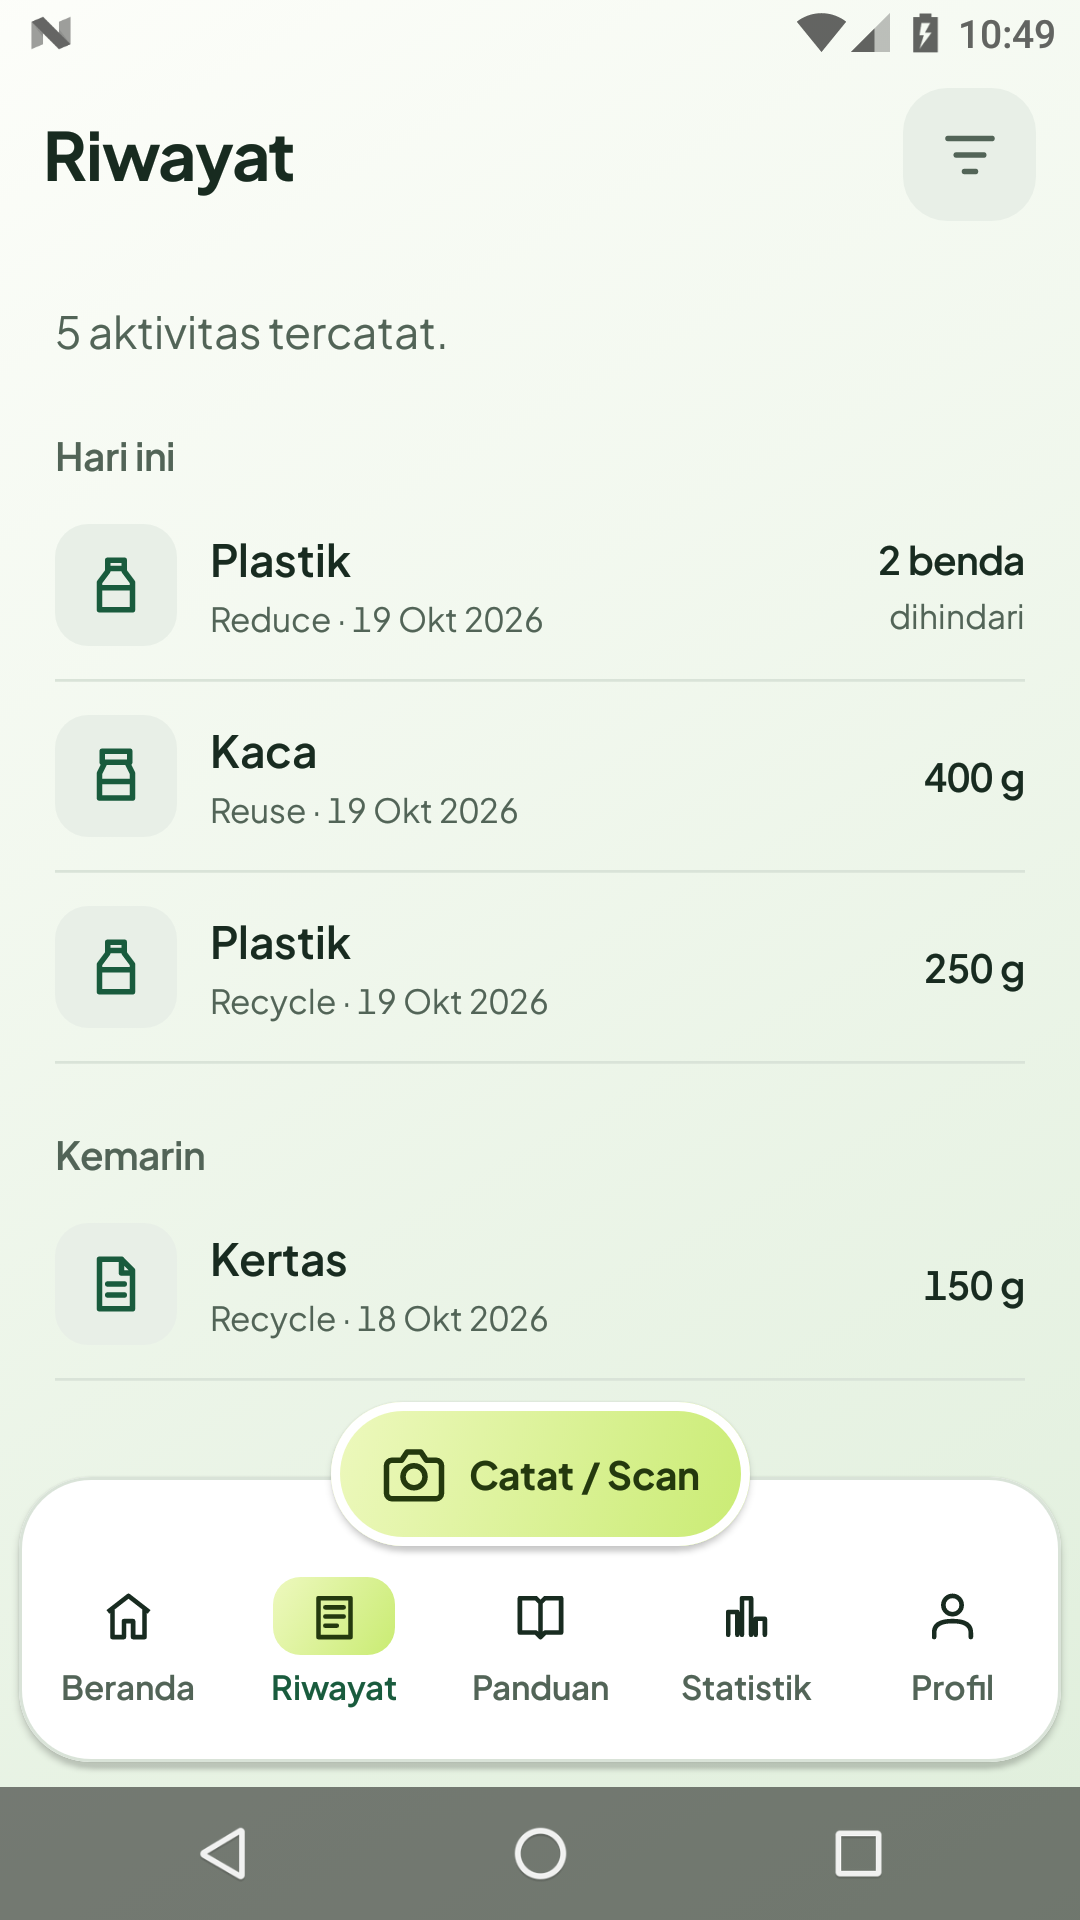 10:49
Riwayat
5 aktivitas tercatat.
Hari ini
Plastik
2 benda
Reduce · 19 Okt 2026
dihindari
Kaca
Reuse · 19 Okt 2026
400 g
Plastik
Recycle · 19 Okt 2026
250 g
Kemarin
Kertas
Recycle · 18 Okt 2026
150 g
Catat / Scan
Beranda
Riwayat
Panduan
Statistik
Profil